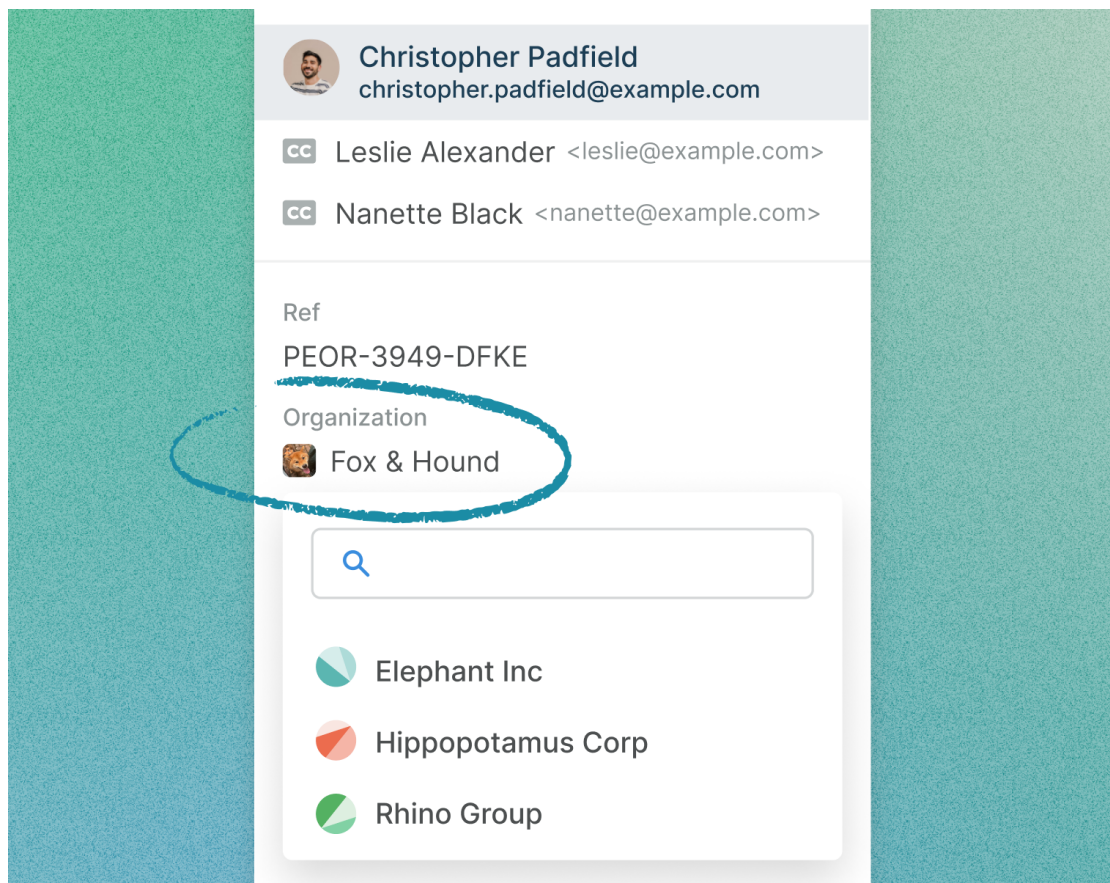 Christopher Padfield
christopher.padfield@example.com
CC Leslie Alexander <leslie@example.com>
CC Nanette Black <nanette@example.com>
Ref
PEOR-3949-DFKE
Organization
Fox & Hound
Elephant Inc
Hippopotamus Corp
Rhino Group